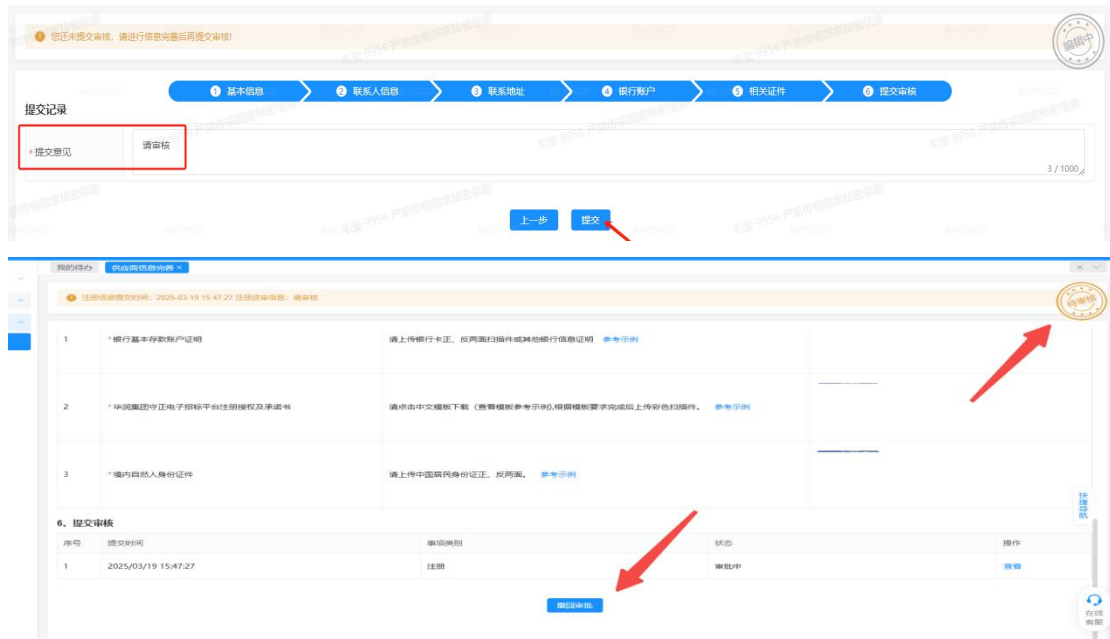 您还未提交审核，请进行信息完善后再提交审核!
编辑中
1 基本信息
2 联系人信息
3 联系地址
4 银行账户
5 相关证件
6 提交审核
提交记录
*提交意见
请审核
3 / 1000
上一步
提交
毛莹 9956 严禁传输国家秘密信息
我的待办
供应商信息完善 ×
注册信息提交时间：2025-03-19 15:47:27 注册送审信息：请审核
待审核
1 *银行基本存款账户证明 请上传银行卡正、反两面扫描件或其他银行信息证明 参考示例
2 *华润集团守正电子招标平台注册授权及承诺书 请点击中文模板下载（查看模板参考示例),根据模板要求完成后上传彩色扫描件。 参考示例
3 *境内自然人身份证件 请上传中国居民身份证正、反两面。 参考示例
快捷导航
6、提交审核
序号 提交时间 事项类别 状态 操作
1 2025/03/19 15:47:27 注册 审批中 查看
撤回审批
在线
客服